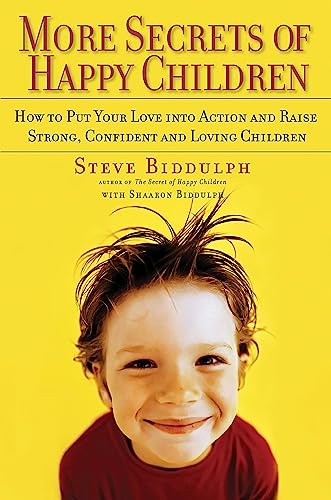 MORE SECRETS OF
HAPPY CHILDREN
HOW TO PUT YOUR LOVE INTO ACTION AND RAISE
STRONG, CONFIDENT AND LOVING CHILDREN
STEVE BIDDULPH
AUTHOR OF The Secret of Happy Children
WITH SHAARON BIDDULPH